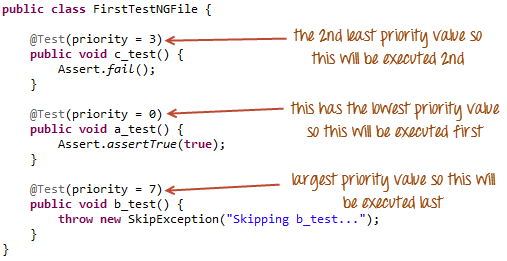 public class FirstTestNGFile {
@Test(priority = 3)
public void c_test() {
Assert.fail();
}
@Test(priority = 0)
public void a_test() {
Assert.assertTrue(true);
}
@Test(priority = 7)
public void b_test() {
throw new SkipException("Skipping b_test...");
}
}
the 2nd least priority value so
this will be executed 2nd
this has the lowest priority value
so this will be executed first
largest priority value so this will
be executed last